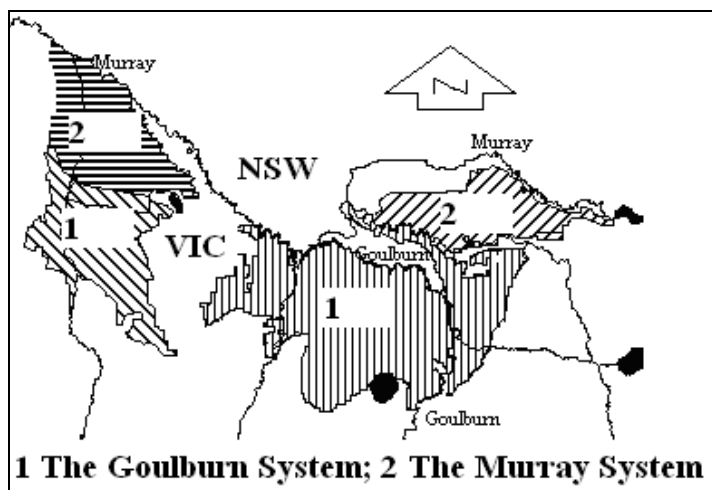 Murray
2
N
NSW
Murray
1
VIC
2
Goulburn
1
Goulburn
1 The Goulburn System; 2 The Murray System